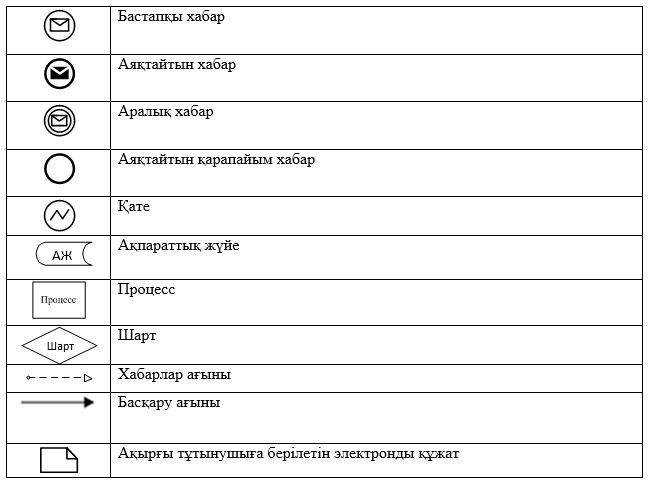 Бастапқы хабар
Аяқтайтын хабар
Аралық хабар
Аяқтайтын қарапайым хабар
Қате
АЖ Ақпараттық жүйе
Процесс Процесс
Шарт Шарт
Хабарлар ағыны
Басқару ағыны
Ақырғы тұтынушыға берілетін электронды құжат